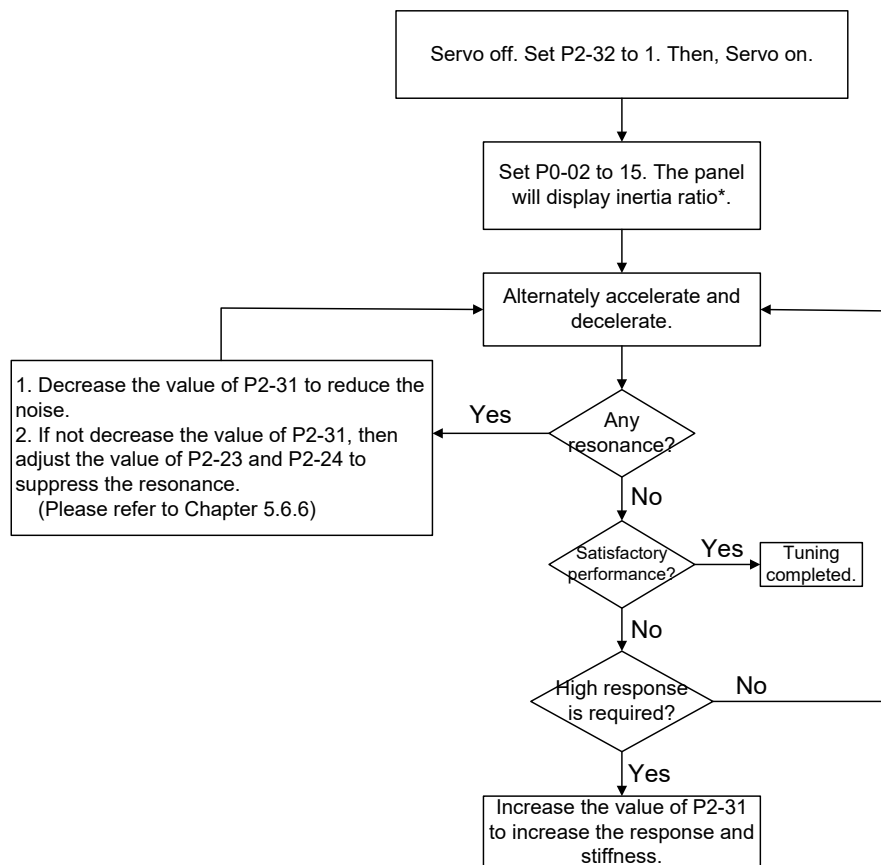 Servo off. Set P2-32 to 1. Then, Servo on.
Set P0-02 to 15. The panel
will display inertia ratio*.
Alternately accelerate and
decelerate.
1. Decrease the value of P2-31 to reduce the
noise.
2. If not decrease the value of P2-31, then
adjust the value of P2-23 and P2-24 to
suppress the resonance.
(Please refer to Chapter 5.6.6)
Yes
Any
resonance?
No
Satisfactory
performance?
Yes
Tuning
completed.
No
High response
is required?
No
Yes
Increase the value of P2-31
to increase the response and
stiffness.